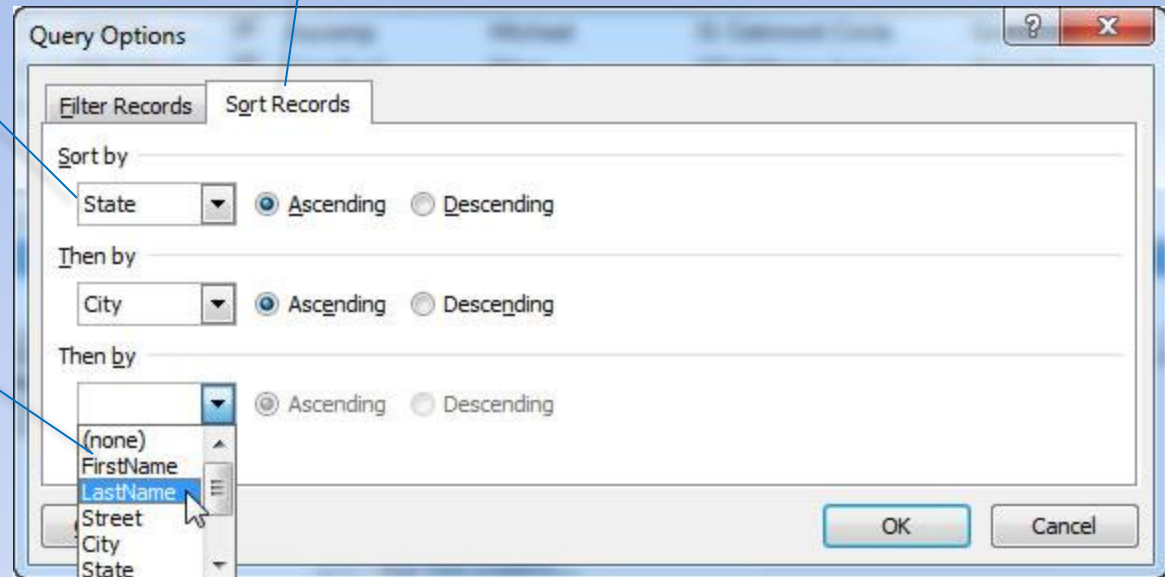 Query Options
Filter Records Sort Records
Sort by
State Ascending Descending
Then by
City Ascending Descending
Then by
Ascending Descending
(none)
FirstName
LastName
Street
City
State
OK Cancel